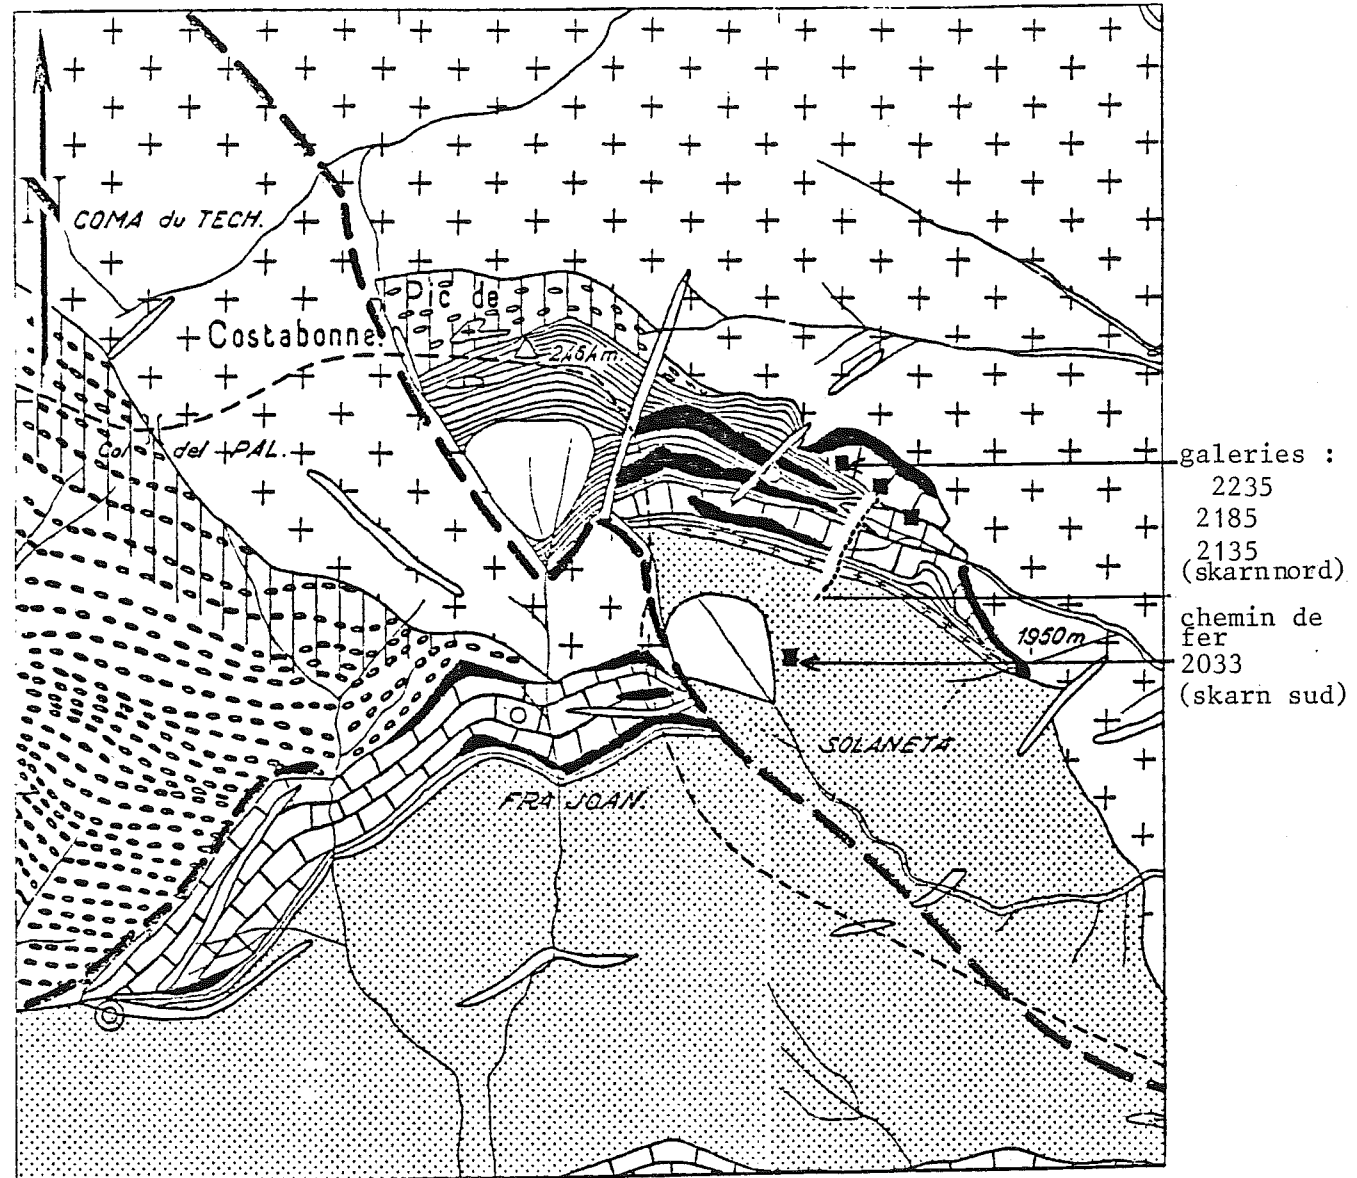 N
COMA du TECH.
Pic de
Costabonne
2464m.
Col del PAL.
galeries :
2235
2185
2135
(skarn nord)
chemin de
fer
2033
(skarn sud)
1950m
SOLANETA
FRA JOAN.